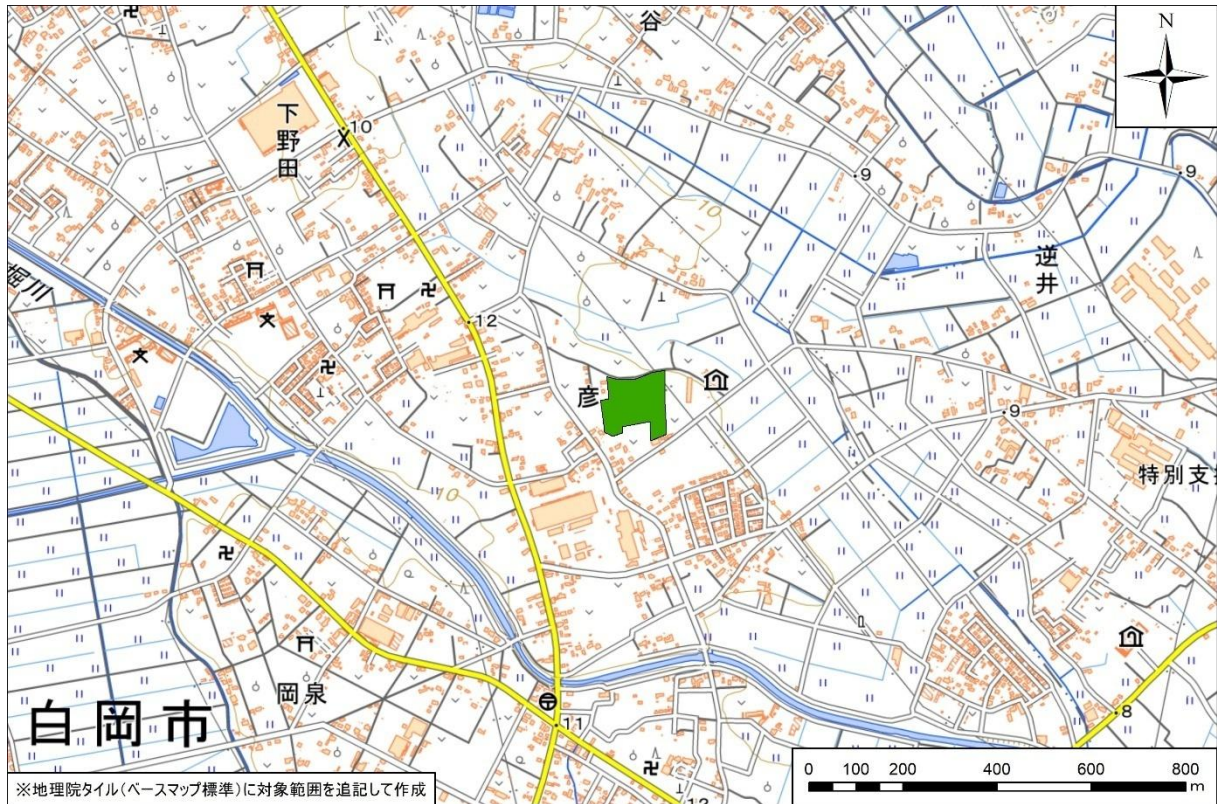 谷
N
下野田
10
9
9
10
逆井
堀川
12
彦
9
特別支
10
岡泉
11
8
白岡市
12
0 100 200 400 600 800
m
※地理院タイル(ベースマップ標準)に対象範囲を追記して作成